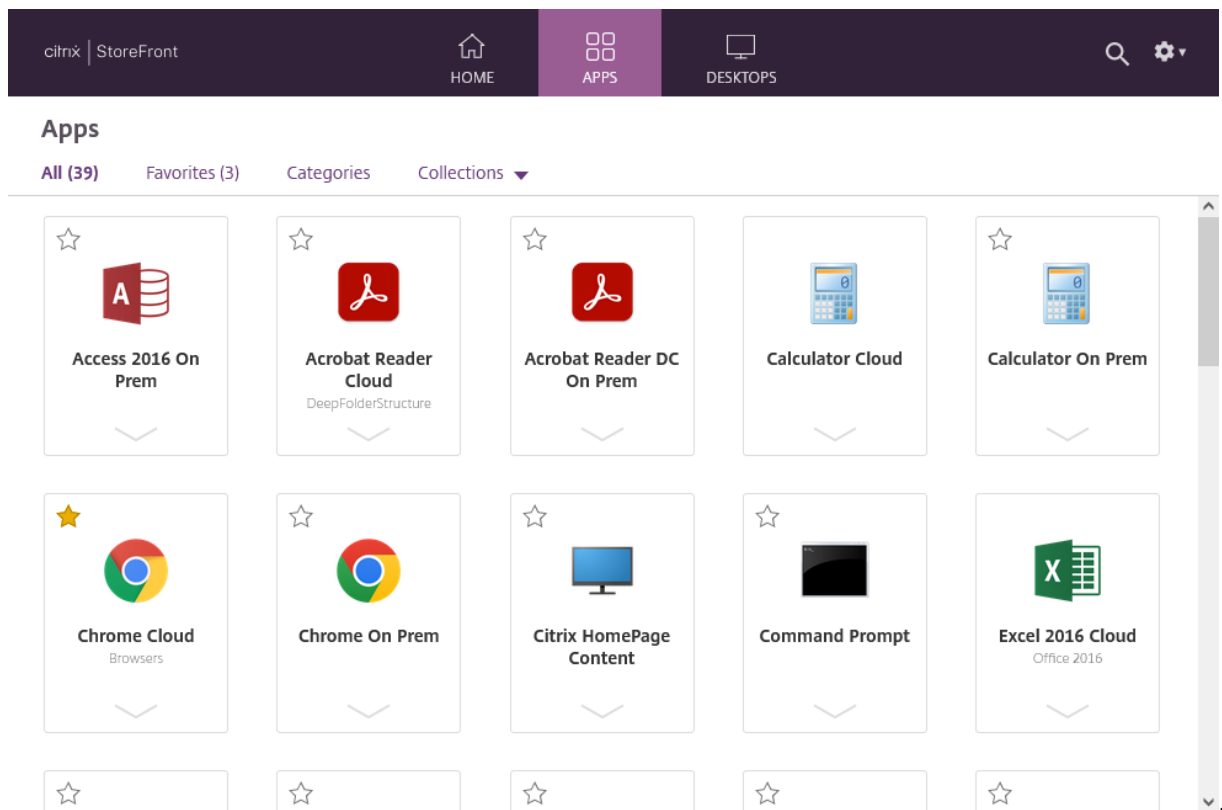 citrix | StoreFront
HOME
APPS
DESKTOPS
Apps
All (39)
Favorites (3)
Categories
Collections
Access 2016 On
Prem
Acrobat Reader
Cloud
DeepFolderStructure
Acrobat Reader DC
On Prem
Calculator Cloud
Calculator On Prem
Chrome Cloud
Browsers
Chrome On Prem
Citrix HomePage
Content
Command Prompt
Excel 2016 Cloud
Office 2016